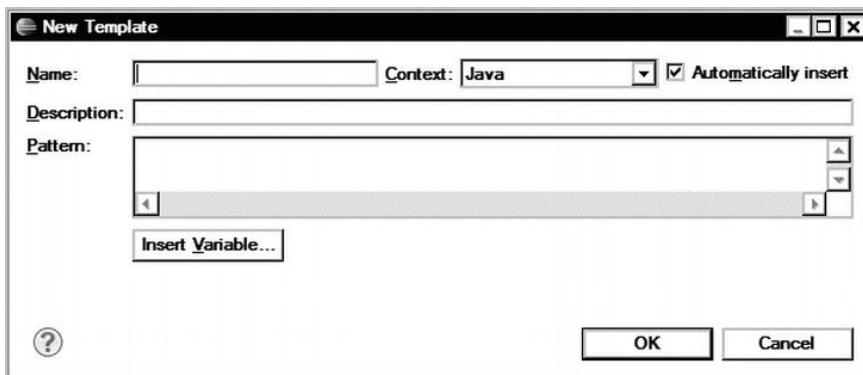 New Template
Name: Context: Java Automatically insert
Description:
Pattern:
Insert Variable...
? OK Cancel